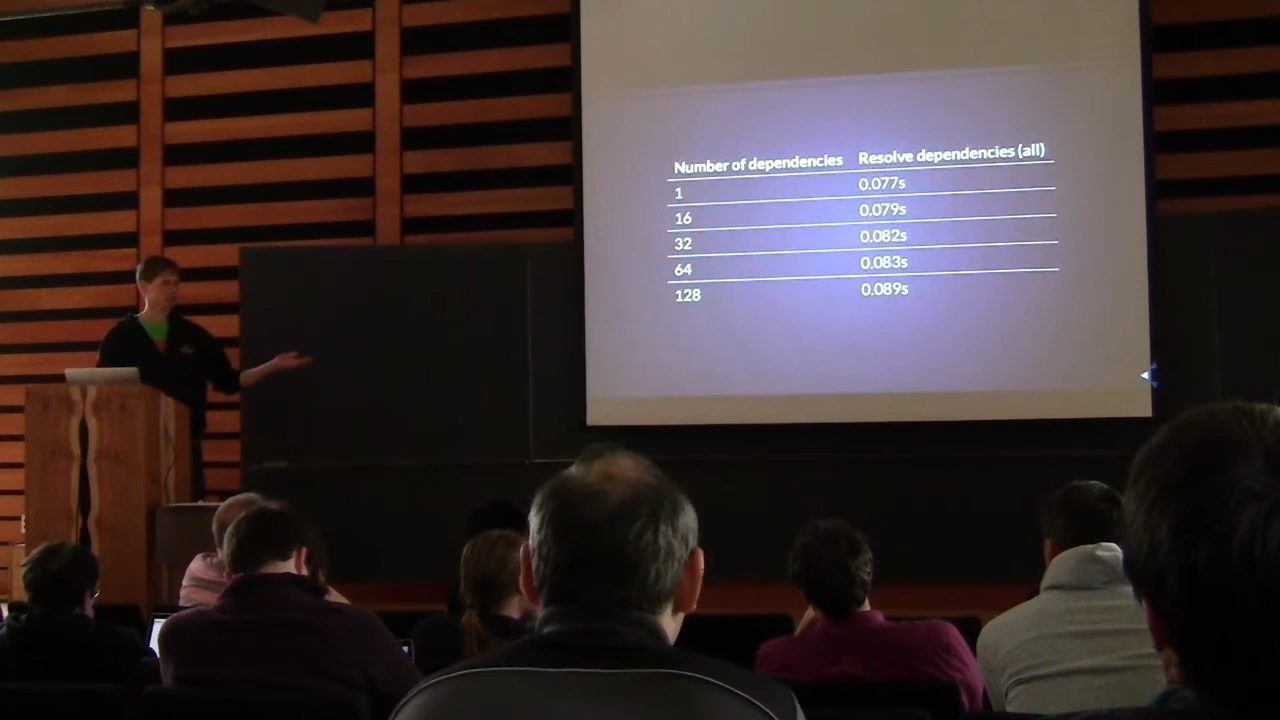 Number of dependencies Resolve dependencies (all)
1 0.077s
16 0.079s
32 0.082s
64 0.083s
128 0.089s